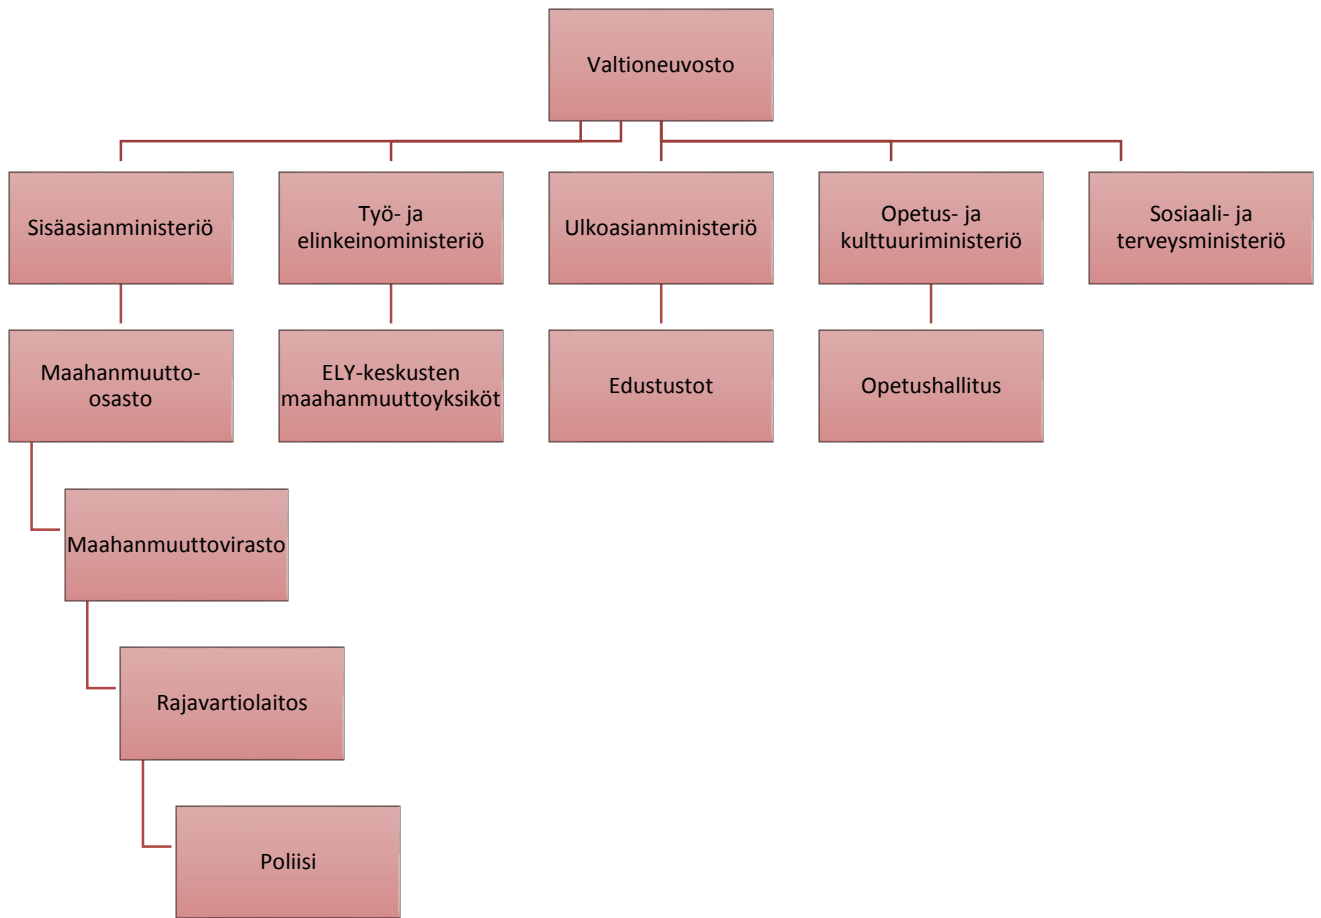 Valtioneuvosto
Sisäasianministeriö
Työ- ja
elinkeinoministeriö
Ulkoasianministeriö
Opetus- ja
kulttuuriministeriö
Sosiaali- ja
terveysministeriö
Maahanmuutto-
osasto
ELY-keskusten
maahanmuuttoyksiköt
Edustustot
Opetushallitus
Maahanmuuttovirasto
Rajavartiolaitos
Poliisi